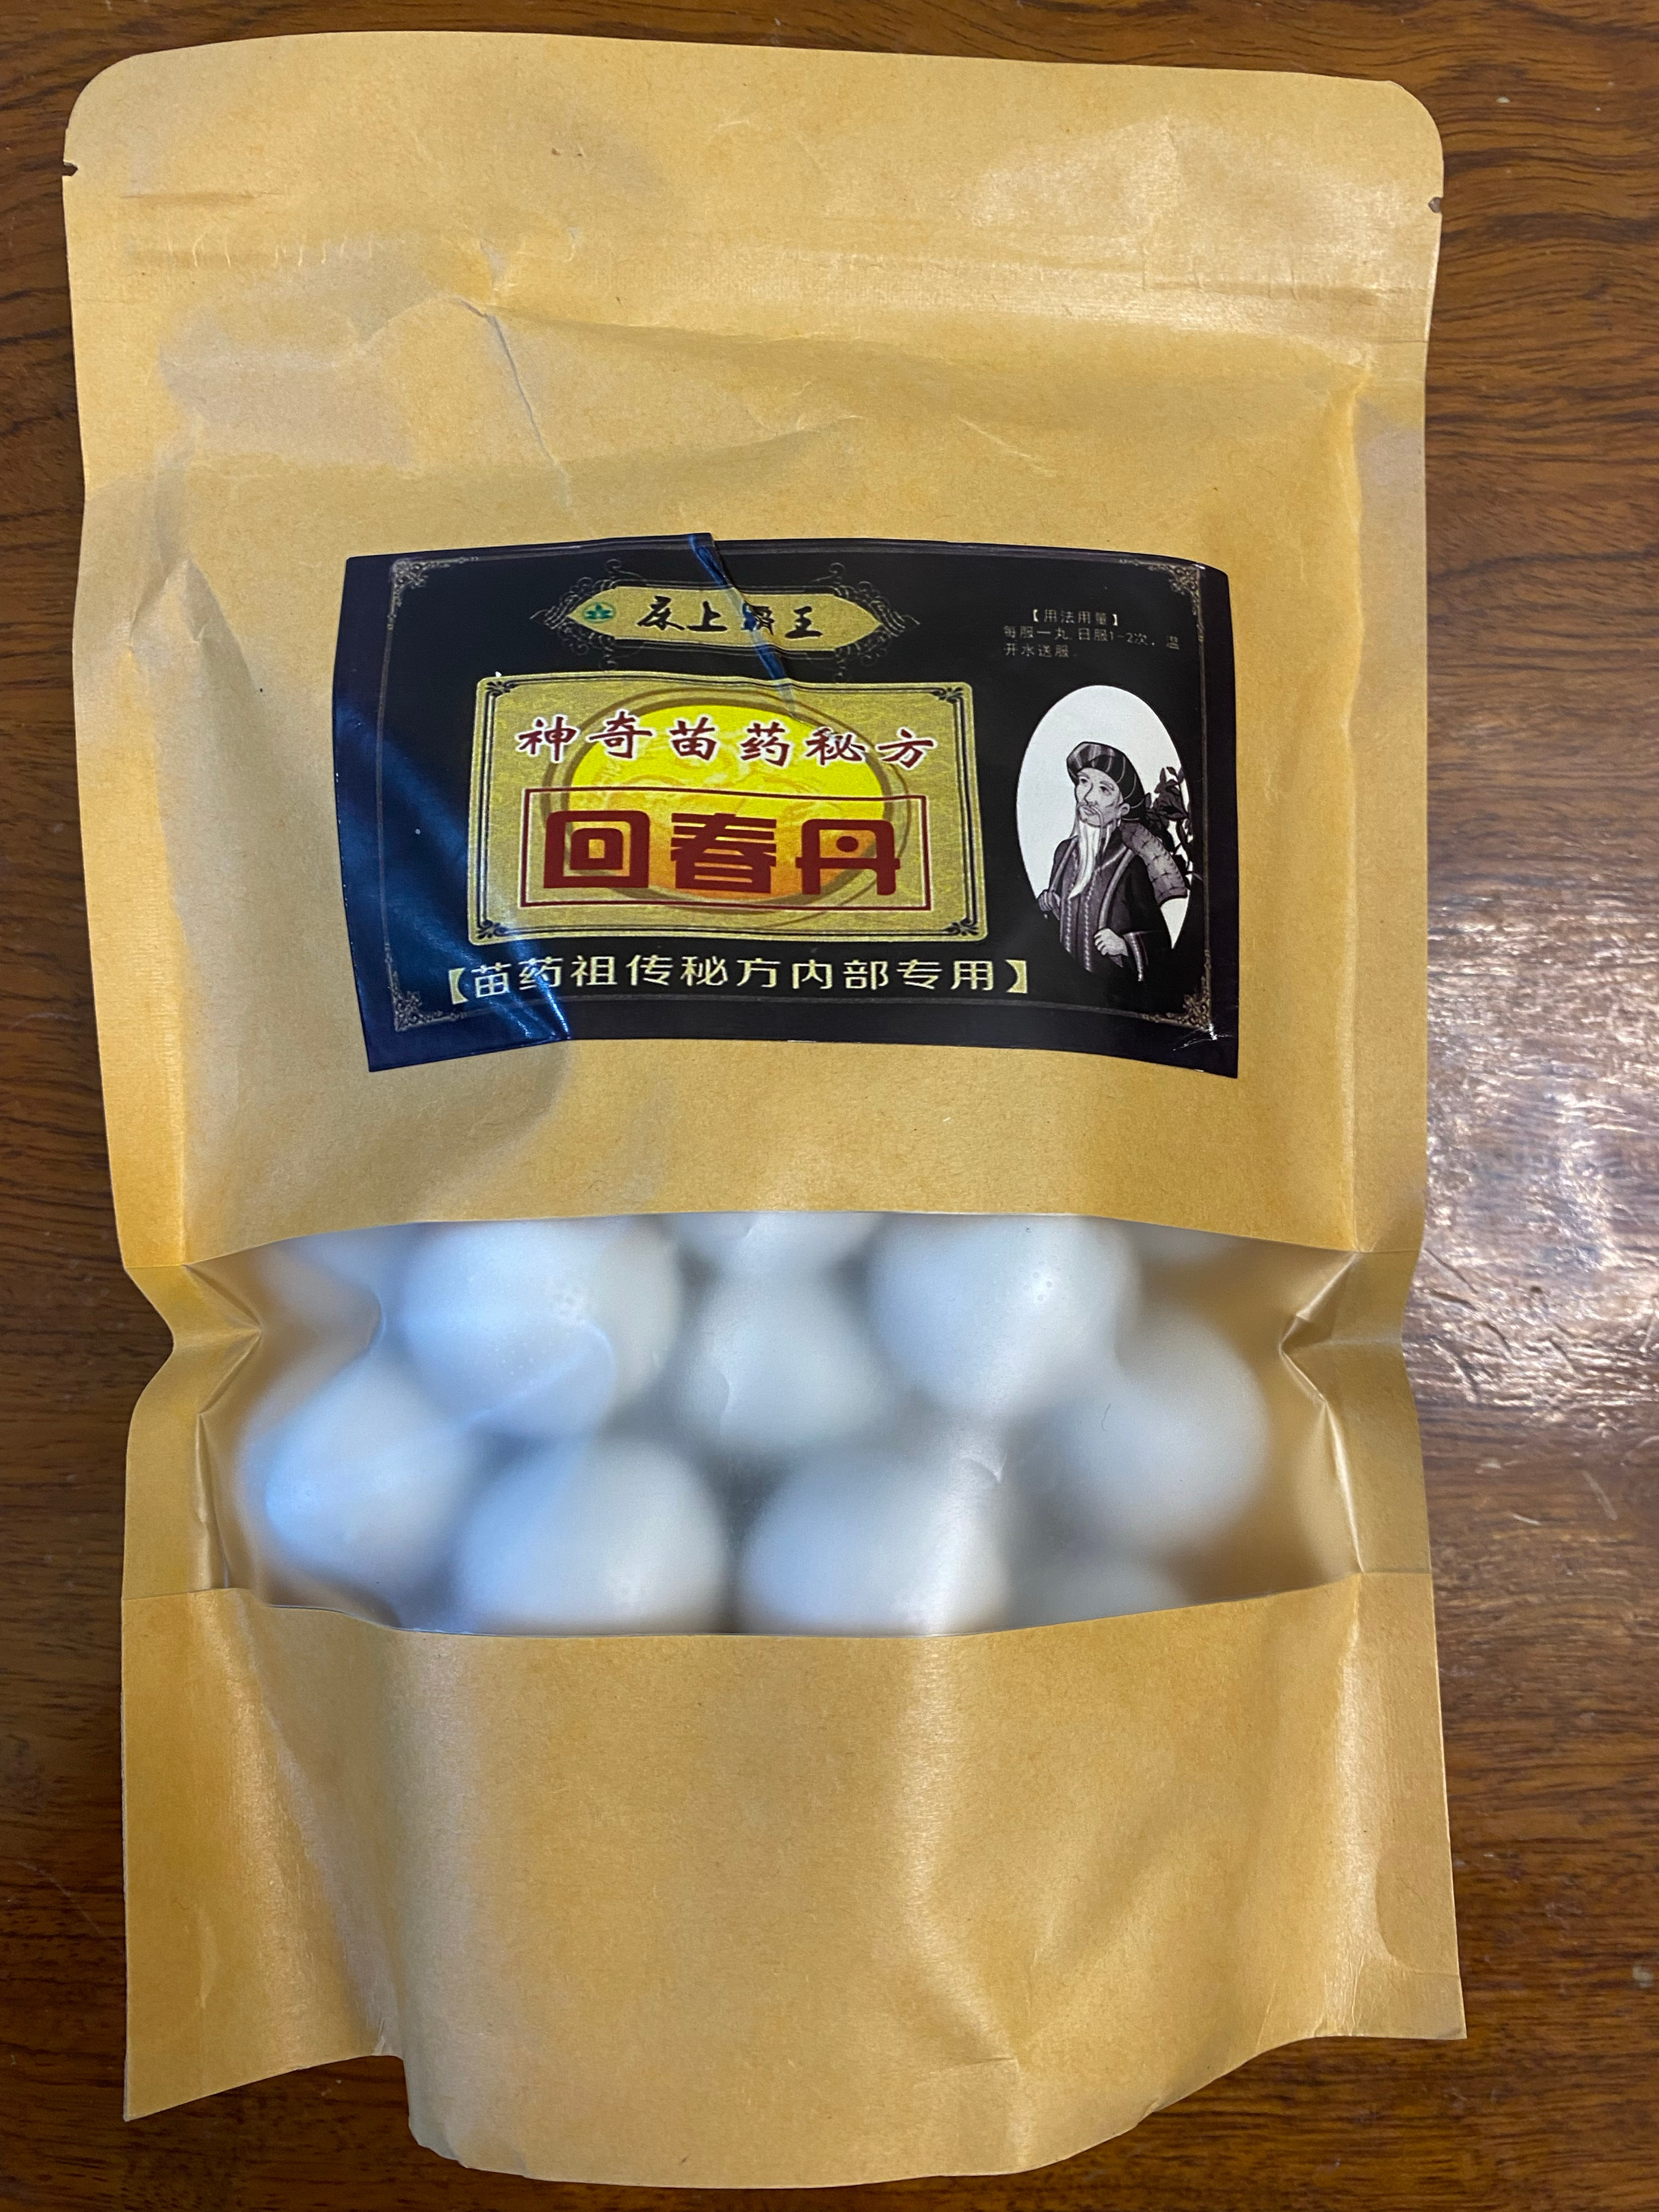 床上霸王
【用法用量】
每服一丸,日服1-2次,温
开水送服。
神奇苗药秘方
回春丹
【苗药祖传秘方内部专用】